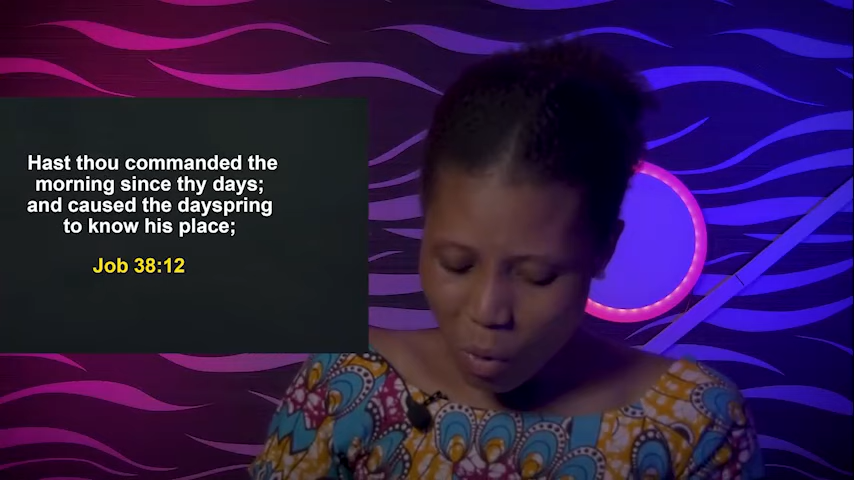 Hast thou commanded the
morning since thy days;
and caused the dayspring
to know his place;
Job 38:12